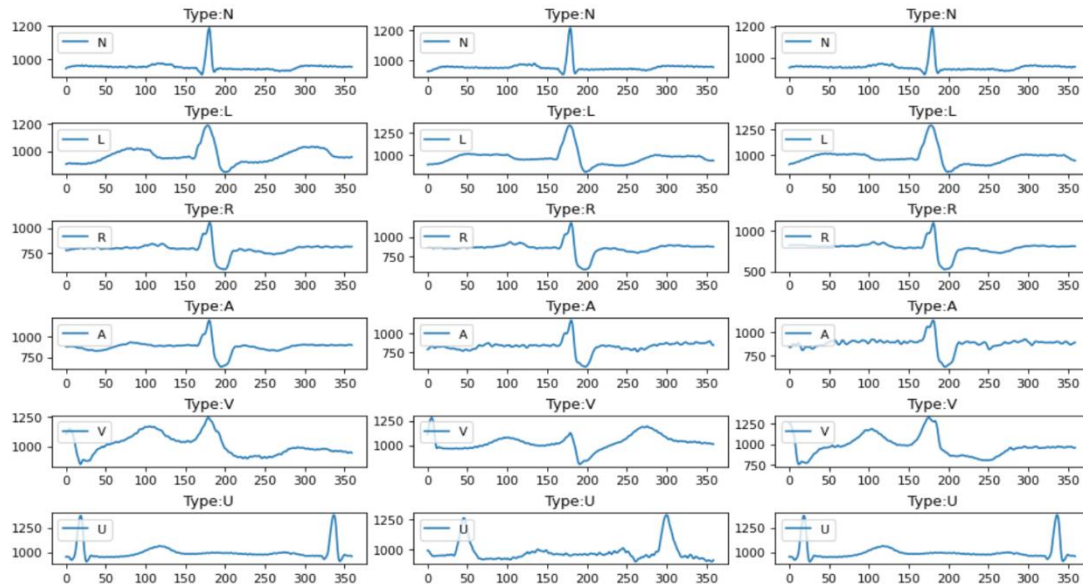 Type:N Type:N Type:N
1200 1200 1200
N N N
1000 1000 1000
0 50 100 150 200 250 300 350 0 50 100 150 200 250 300 350 0 50 100 150 200 250 300 350
Type:L Type:L Type:L
1200 1250 1250
L L L
1000 1000 1000
0 50 100 150 200 250 300 350 0 50 100 150 200 250 300 350 0 50 100 150 200 250 300 350
Type:R Type:R Type:R
1000 1000 1000
R R R
750 750 750
500
0 50 100 150 200 250 300 350 0 50 100 150 200 250 300 350 0 50 100 150 200 250 300 350
Type:A Type:A Type:A
1000 1000 1000
A A A
750 750 750
0 50 100 150 200 250 300 350 0 50 100 150 200 250 300 350 0 50 100 150 200 250 300 350
Type:V Type:V Type:V
1250 1250 1250
V V V
1000 1000 1000
750
0 50 100 150 200 250 300 350 0 50 100 150 200 250 300 350 0 50 100 150 200 250 300 350
Type:U Type:U Type:U
1250 1250 1250
U U U
1000 1000 1000
0 50 100 150 200 250 300 350 0 50 100 150 200 250 300 350 0 50 100 150 200 250 300 350